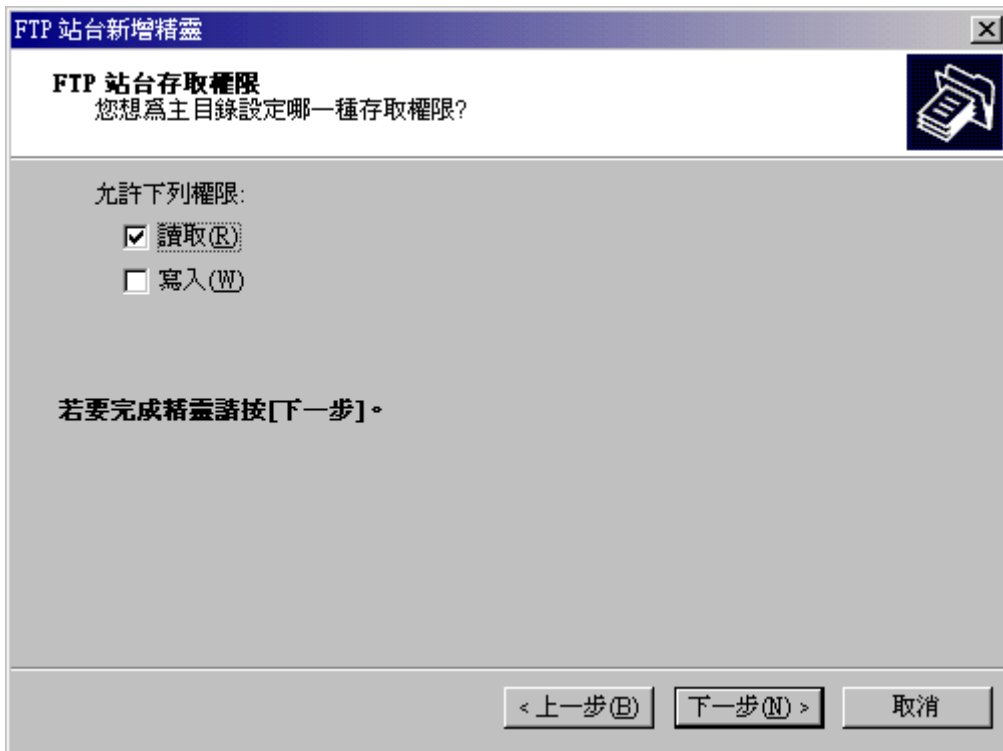 FTP 站台新增精靈
FTP 站台存取權限
您想爲主目錄設定哪一種存取權限?
允許下列權限:
讀取(R)
寫入(W)
若要完成精靈請按[下一步]。
< 上一步(B)
下一步(N) >
取消